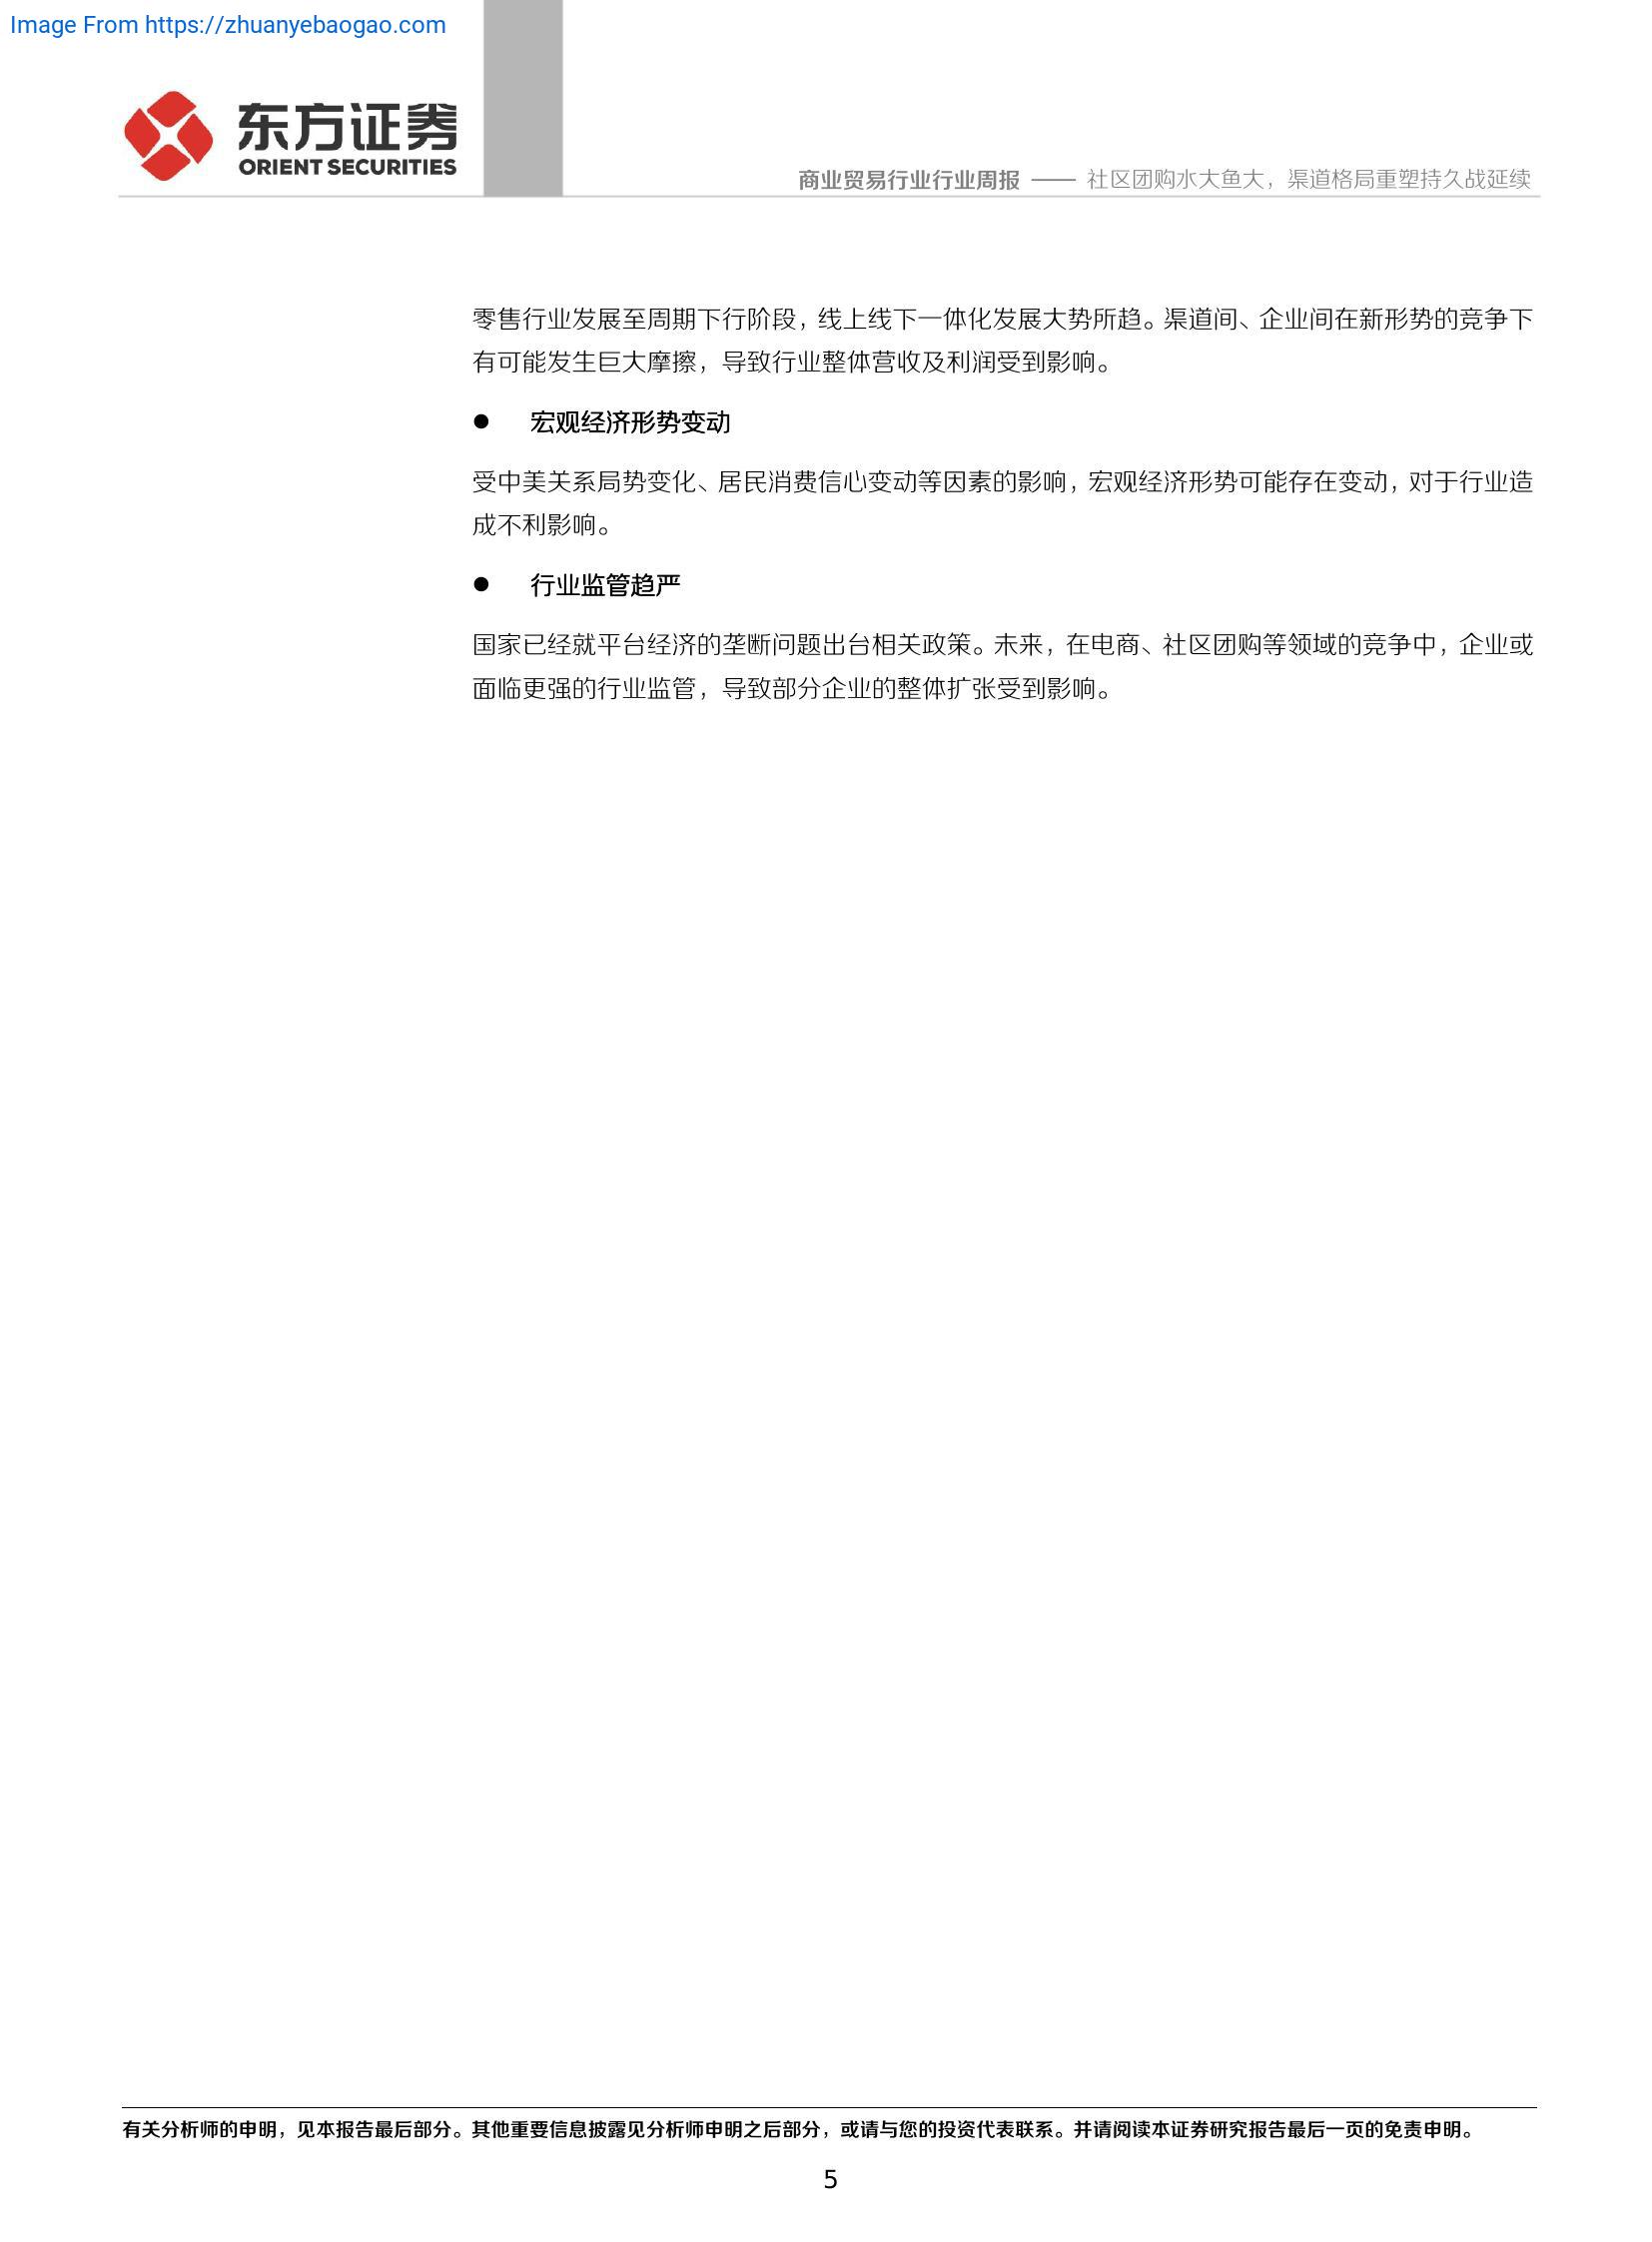 Image From https://zhuanyebaogao.com
东方证券
ORIENT SECURITIES
商业贸易行业行业周报 —— 社区团购水大鱼大，渠道格局重塑持久战延续
零售行业发展至周期下行阶段，线上线下一体化发展大势所趋。渠道间、企业间在新形势的竞争下
有可能发生巨大摩擦，导致行业整体营收及利润受到影响。
● 宏观经济形势变动
受中美关系局势变化、居民消费信心变动等因素的影响，宏观经济形势可能存在变动，对于行业造
成不利影响。
● 行业监管趋严
国家已经就平台经济的垄断问题出台相关政策。未来，在电商、社区团购等领域的竞争中，企业或
面临更强的行业监管，导致部分企业的整体扩张受到影响。
有关分析师的申明，见本报告最后部分。其他重要信息披露见分析师申明之后部分，或请与您的投资代表联系。并请阅读本证券研究报告最后一页的免责申明。
5